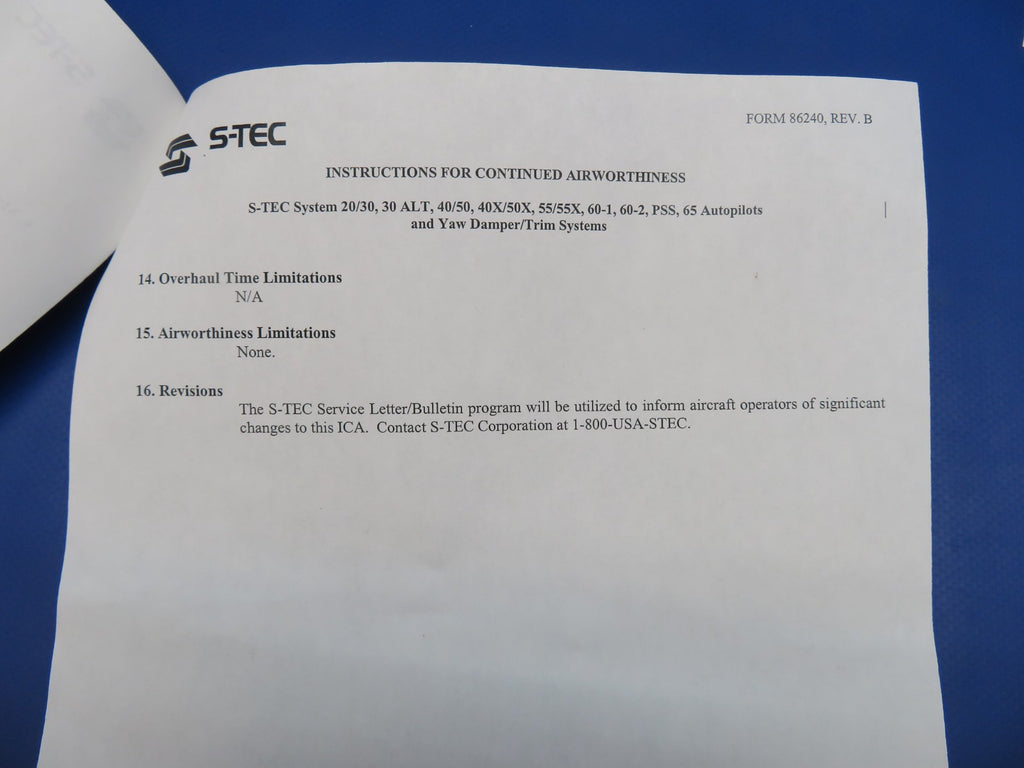 S-TEC
FORM 86240, REV. B
S-TEC
INSTRUCTIONS FOR CONTINUED AIRWORTHINESS
S-TEC System 20/30, 30 ALT, 40/50, 40X/50X, 55/55X, 60-1, 60-2, PSS, 65 Autopilots
and Yaw Damper/Trim Systems
14. Overhaul Time Limitations
N/A
15. Airworthiness Limitations
None.
16. Revisions
The S-TEC Service Letter/Bulletin program will be utilized to inform aircraft operators of significant
changes to this ICA. Contact S-TEC Corporation at 1-800-USA-STEC.